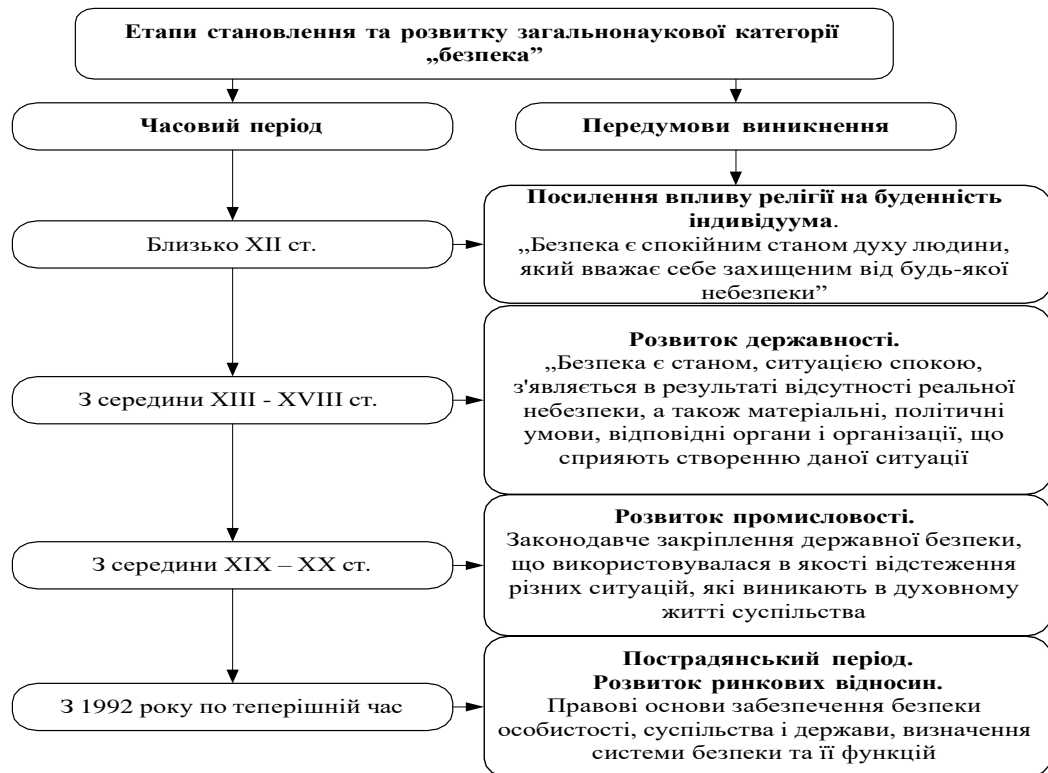 Етапи становлення та розвитку загальнонаукової категорії
„безпека”
Часовий період
Передумови виникнення
Близько XII ст.
Посилення впливу релігії на буденність
індивідуума.
„Безпека є спокійним станом духу людини,
який вважає себе захищеним від будь-якої
небезпеки”
З середини XIII - XVIII ст.
Розвиток державності.
„Безпека є станом, ситуацією спокою,
з'являється в результаті відсутності реальної
небезпеки, а також матеріальні, політичні
умови, відповідні органи і організації, що
сприяють створенню даної ситуації
З середини XIX – XX ст.
Розвиток промисловості.
Законодавче закріплення державної безпеки,
що використовувалася в якості відстеження
різних ситуацій, які виникають в духовному
житті суспільства
З 1992 року по теперішній час
Пострадянський період.
Розвиток ринкових відносин.
Правові основи забезпечення безпеки
особистості, суспільства і держави, визначення
системи безпеки та її функцій